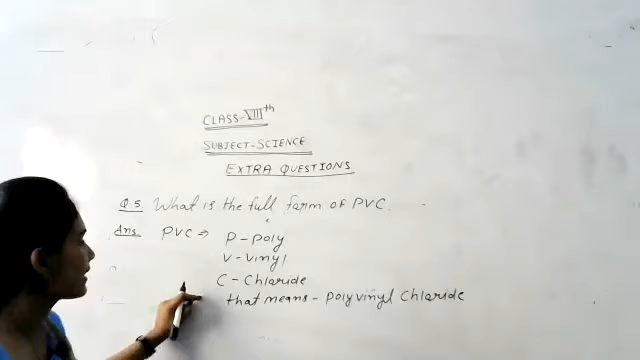 CLASS-VIIIth
SUBJECT-SCIENCE
EXTRA QUESTIONS
Q.5. What is the full form of PVC.
Ans. PVC ⇒ P - Poly
V - Vinyl
C - Chloride
that means - Polyvinyl Chloride